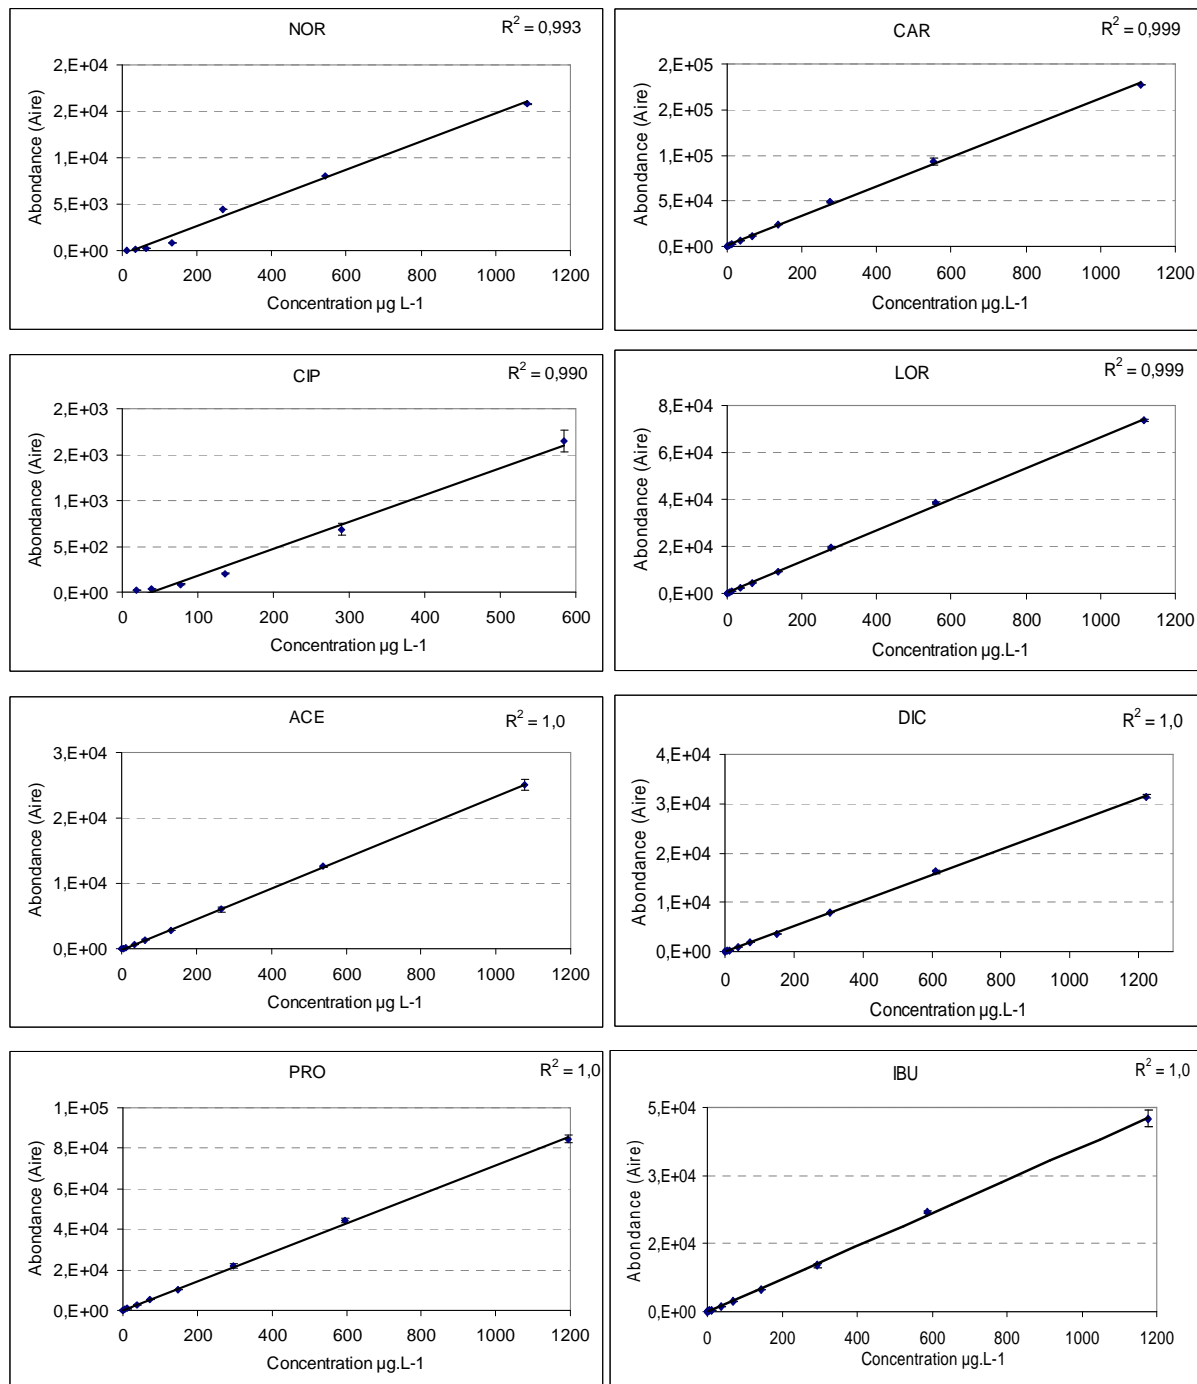 NOR R2 = 0,993
2,E+04
2,E+04
1,E+04
5,E+03
0,E+00
0 200 400 600 800 1000 1200
Concentration µg L-1
Abondance (Aire)
CAR R2 = 0,999
2,E+05
2,E+05
1,E+05
5,E+04
0,E+00
0 200 400 600 800 1000 1200
Concentration µg.L-1
Abondance (Aire)
CIP R2 = 0,990
2,E+03
2,E+03
1,E+03
5,E+02
0,E+00
0 100 200 300 400 500 600
Concentration µg L-1
Abondance (Aire)
LOR R2 = 0,999
8,E+04
6,E+04
4,E+04
2,E+04
0,E+00
0 200 400 600 800 1000 1200
Concentration µg.L-1
Abondance (Aire)
ACE R2 = 1,0
3,E+04
2,E+04
1,E+04
0,E+00
0 200 400 600 800 1000 1200
Concentration µg L-1
Abondance (Aire)
DIC R2 = 1,0
4,E+04
3,E+04
2,E+04
1,E+04
0,E+00
0 200 400 600 800 1000 1200
Concentration µg.L-1
Abondance (Aire)
PRO R2 = 1,0
1,E+05
8,E+04
6,E+04
4,E+04
2,E+04
0,E+00
0 200 400 600 800 1000 1200
Concentration µg.L-1
Abondance (Aire)
IBU R2 = 1,0
5,E+04
3,E+04
2,E+04
0,E+00
0 200 400 600 800 1000 1200
Concentration µg.L-1
Abondance (Aire)